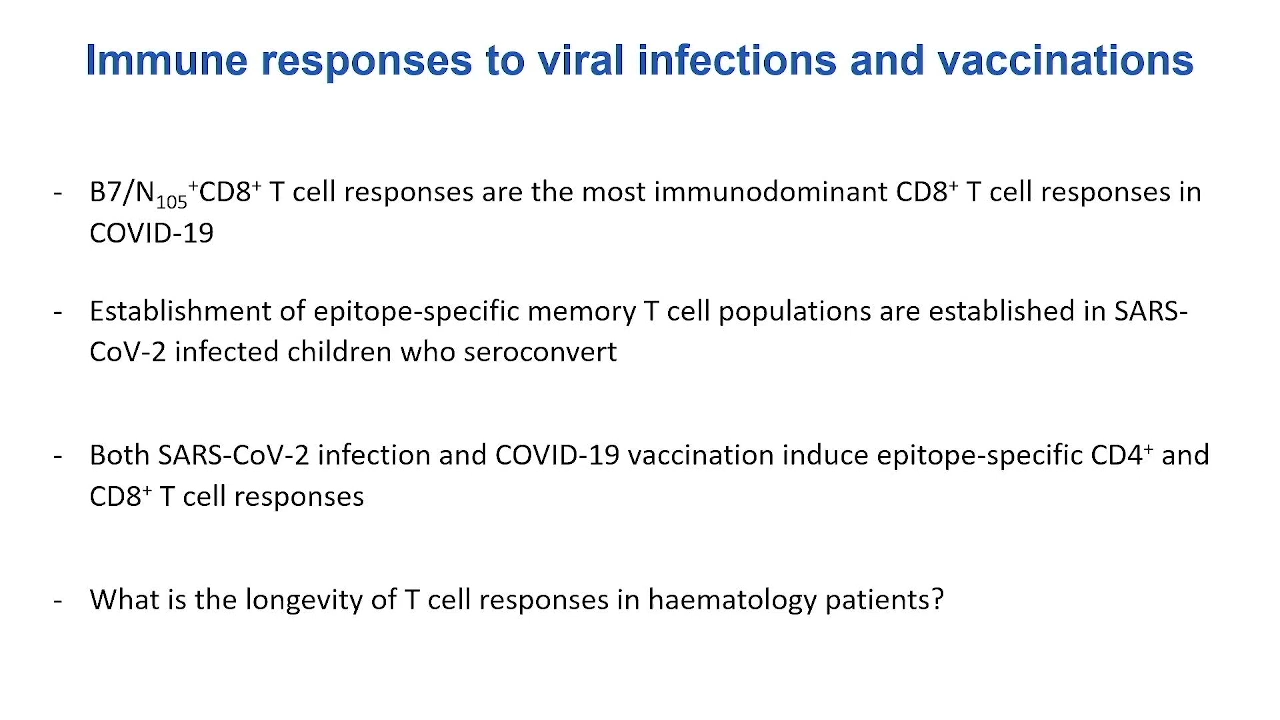 Immune responses to viral infections and vaccinations
- B7/N₁₀₅⁺CD8⁺ T cell responses are the most immunodominant CD8⁺ T cell responses in
COVID-19
- Establishment of epitope-specific memory T cell populations are established in SARS-
CoV-2 infected children who seroconvert
- Both SARS-CoV-2 infection and COVID-19 vaccination induce epitope-specific CD4⁺ and
CD8⁺ T cell responses
- What is the longevity of T cell responses in haematology patients?